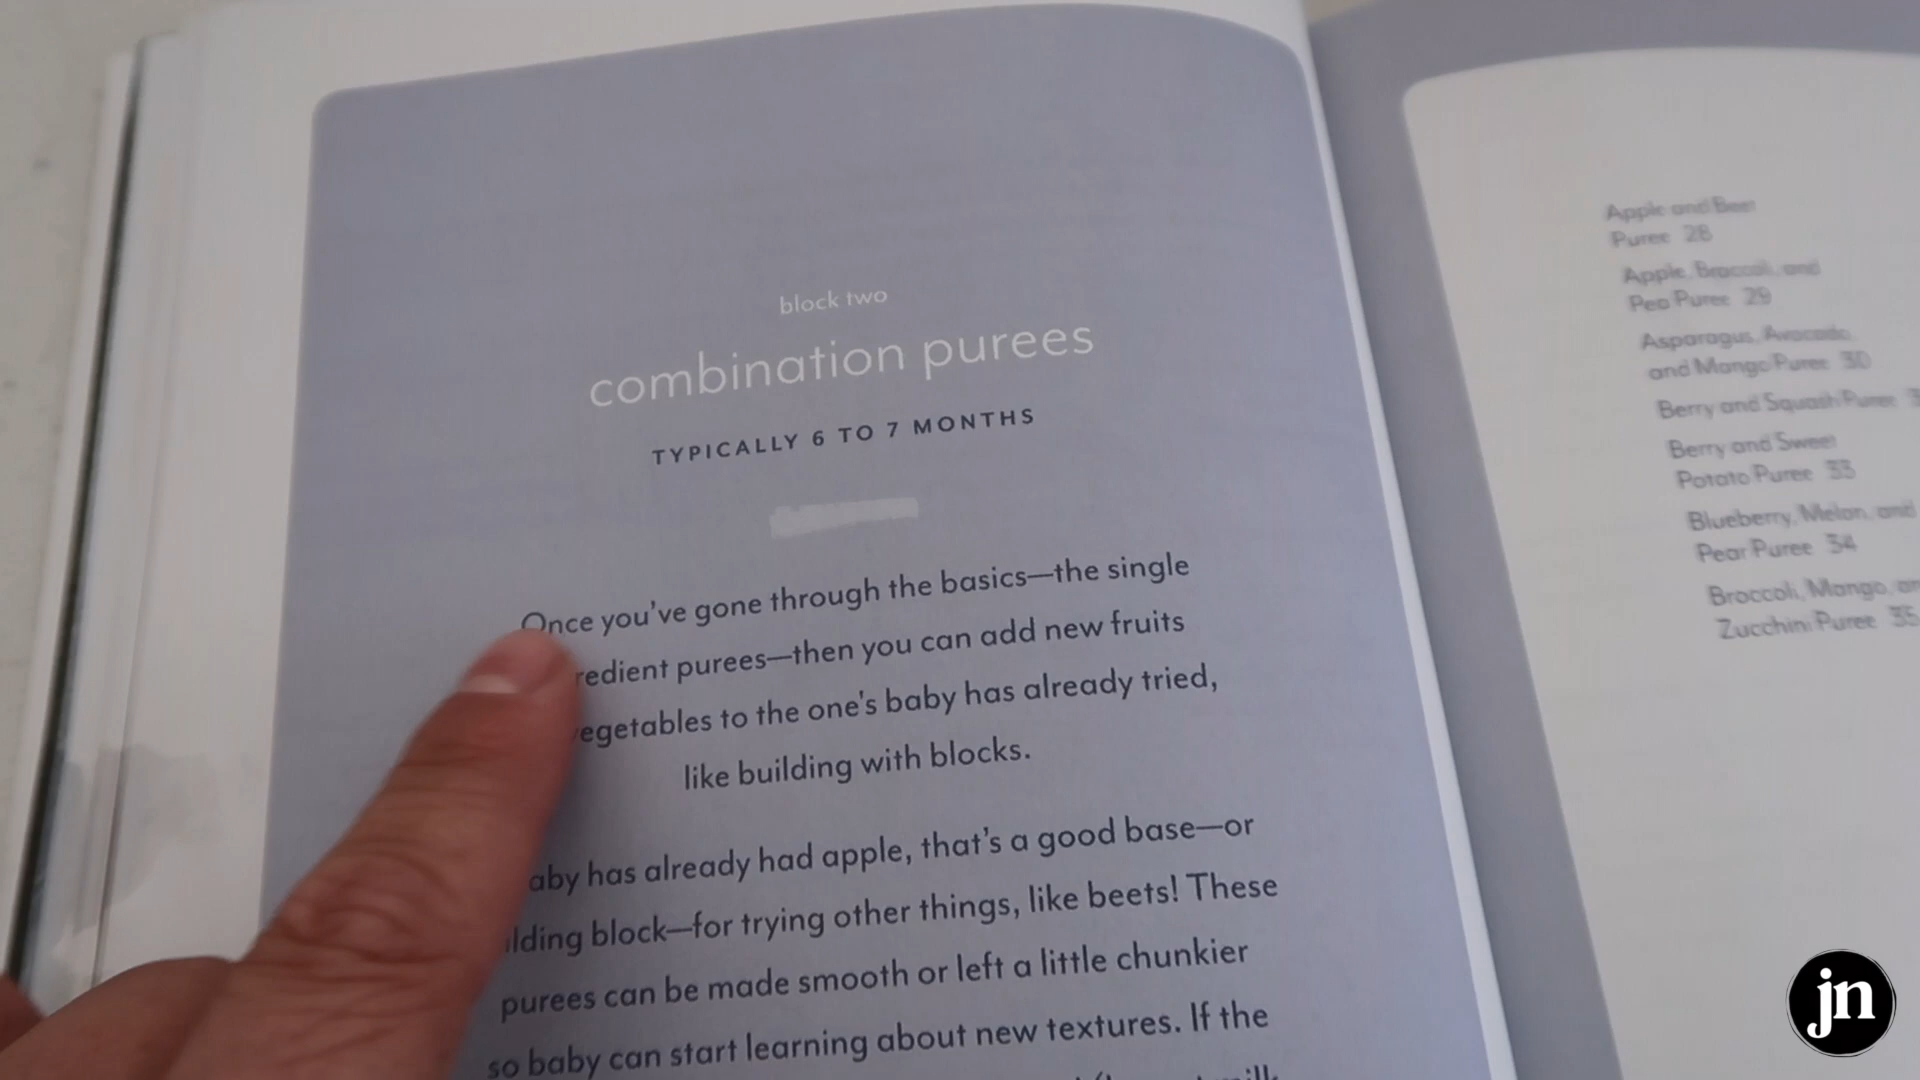 block two
combination purees
TYPICALLY 6 TO 7 MONTHS
Once you've gone through the basics—the single
redient purees—then you can add new fruits
egetables to the one's baby has already tried,
like building with blocks.
aby has already had apple, that's a good base—or
lding block—for trying other things, like beets! These
purees can be made smooth or left a little chunkier
so baby can start learning about new textures. If the
Apple and Beet
Puree 28
Apple, Broccoli, and
Pea Puree 29
Asparagus, Avocado,
and Mango Puree 30
Berry and Squash Puree
Berry and Sweet
Potato Puree 33
Blueberry, Melon, and
Pear Puree 34
Broccoli, Mango,
Zucchini Puree 35
jn